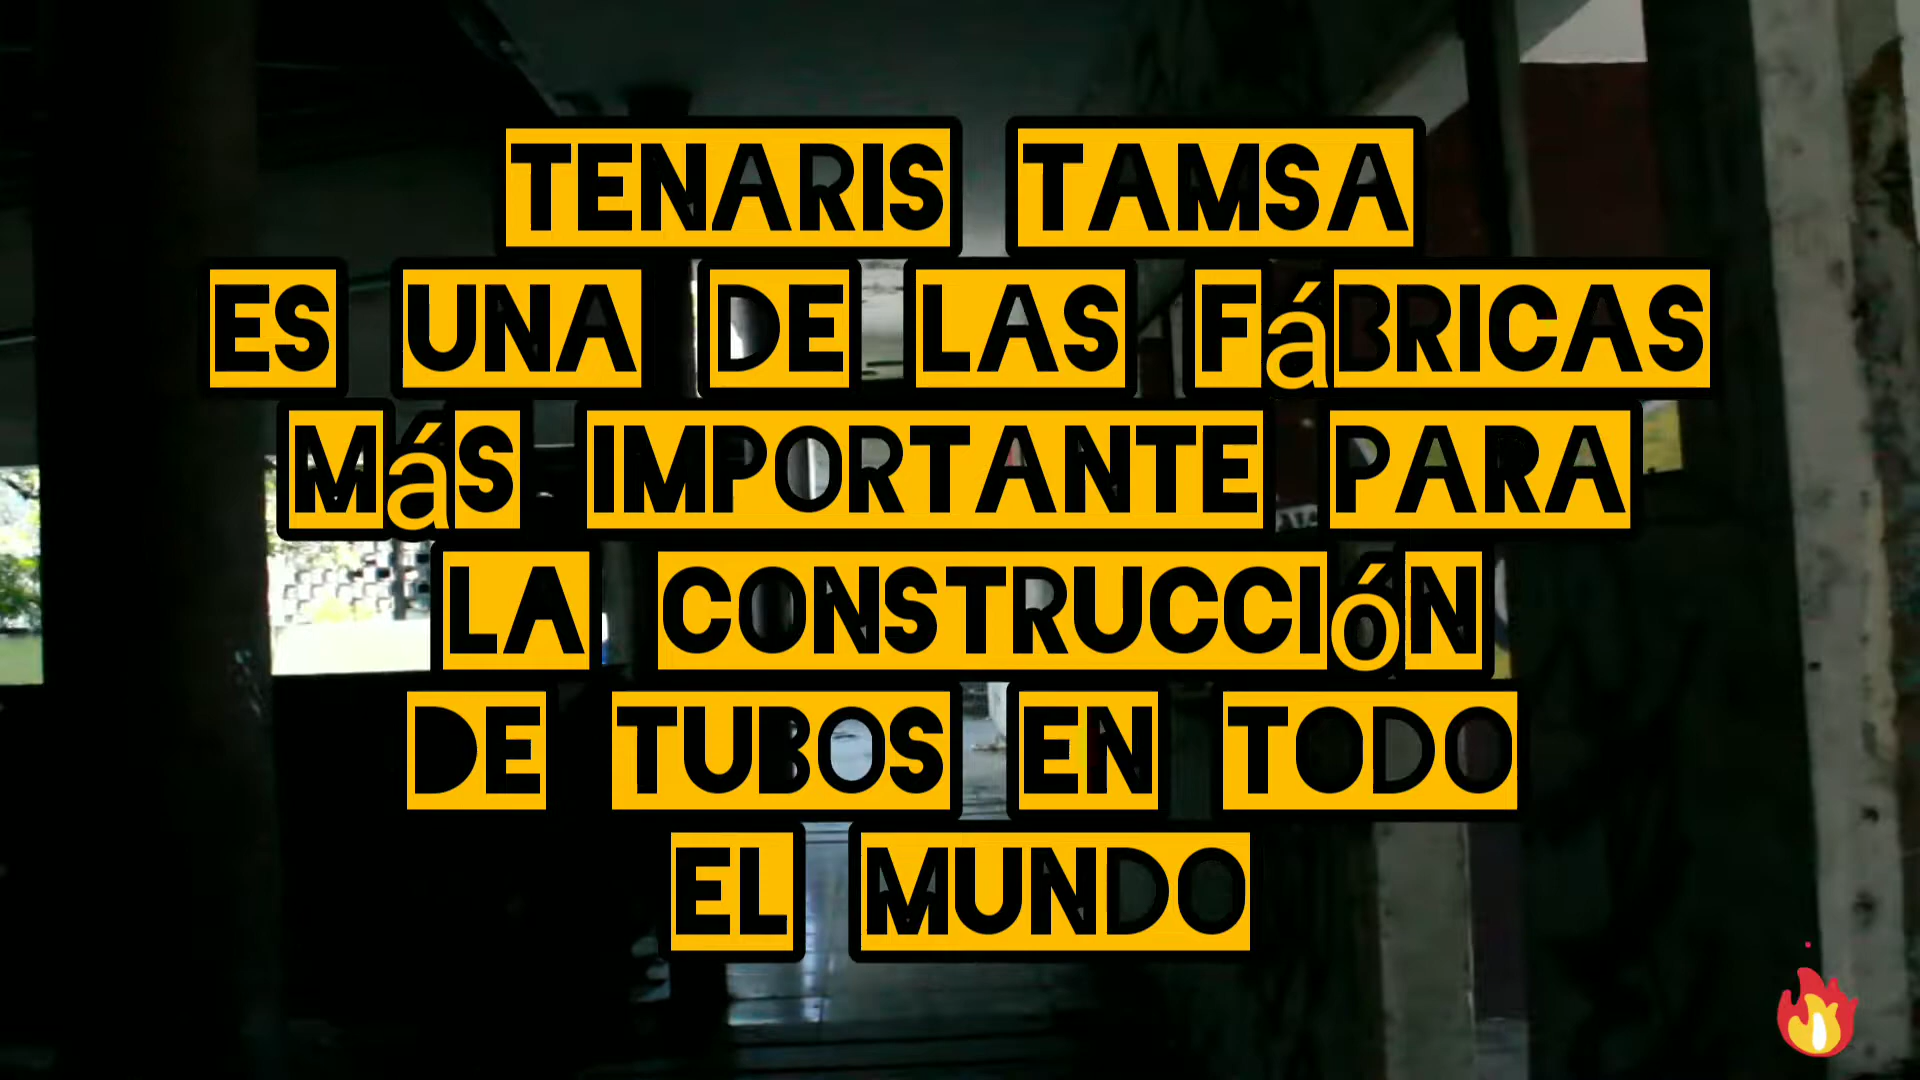 TENARIS TAMSA
ES UNA DE LAS FáBRICAS
MáS IMPORTANTE PARA
LA CONSTRUCCIóN
DE TUBOS EN TODO
EL MUNDO